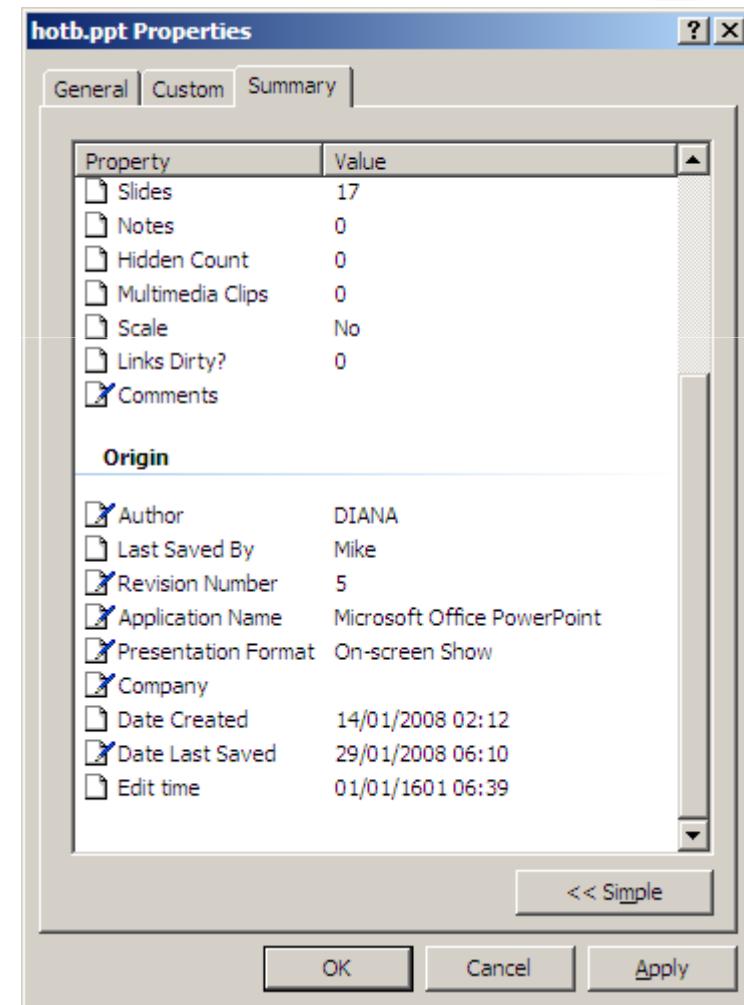 hotb.ppt Properties
General Custom Summary
Property Value
Slides 17
Notes 0
Hidden Count 0
Multimedia Clips 0
Scale No
Links Dirty? 0
Comments
Origin
Author DIANA
Last Saved By Mike
Revision Number 5
Application Name Microsoft Office PowerPoint
Presentation Format On-screen Show
Company
Date Created 14/01/2008 02:12
Date Last Saved 29/01/2008 06:10
Edit time 01/01/1601 06:39
<< Simple
OK Cancel Apply